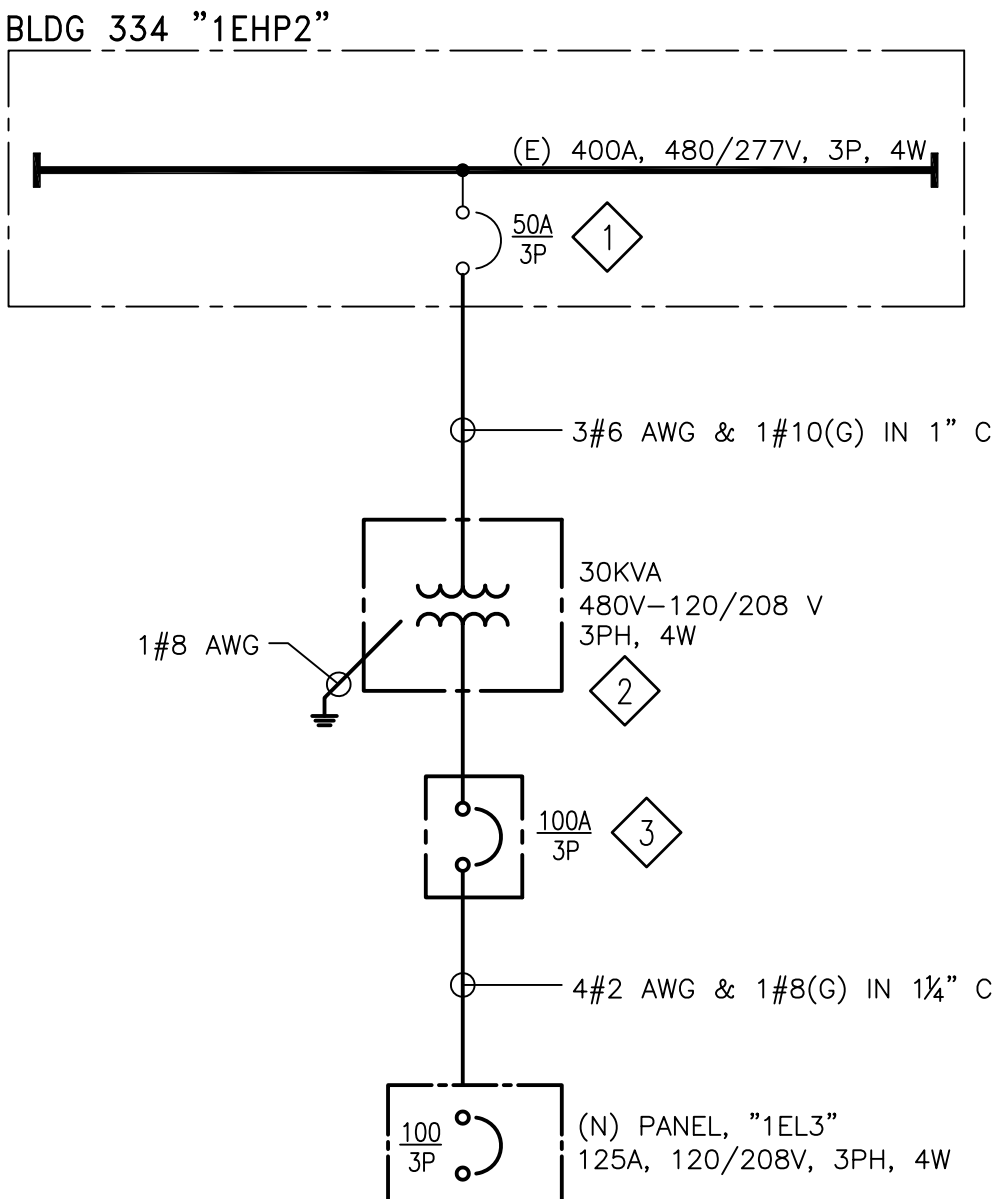 BLDG 334 "1EHP2"
(E) 400A, 480/277V, 3P, 4W
50A
3P
1
3#6 AWG & 1#10(G) IN 1" C
30KVA
480V-120/208 V
3PH, 4W
1#8 AWG
2
100A
3P
3
4#2 AWG & 1#8(G) IN 1¼" C
100
3P
(N) PANEL, "1EL3"
125A, 120/208V, 3PH, 4W